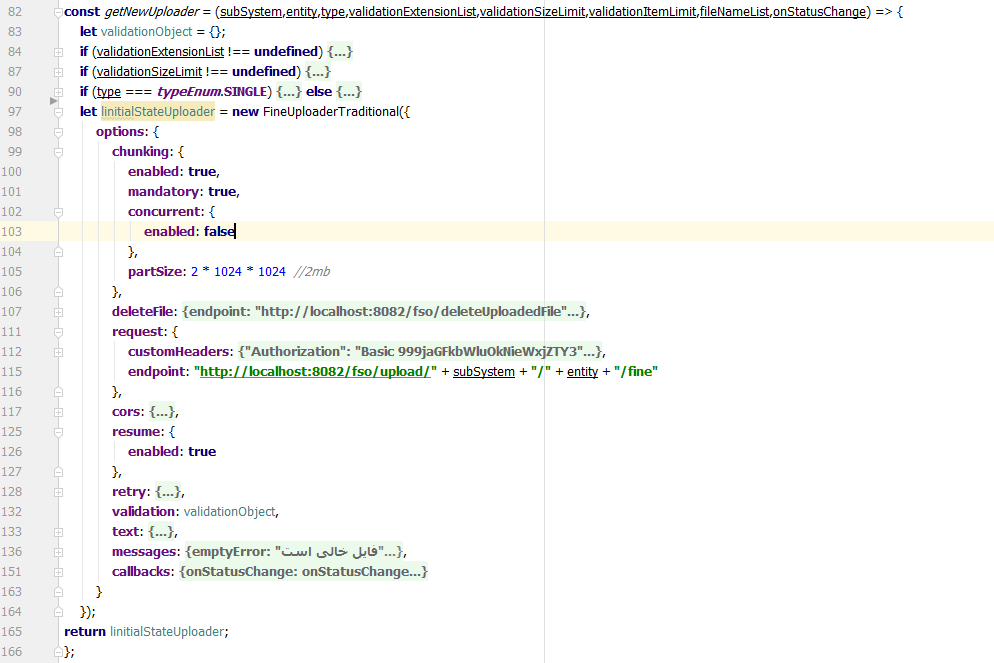 82 const getNewUploader = (subSystem,entity,type,validationExtensionList,validationSizeLimit,validationItemLimit,fileNameList,onStatusChange) => {
83 let validationObject = {};
84 if (validationExtensionList !== undefined) {...}
87 if (validationSizeLimit !== undefined) {...}
90 if (type === typeEnum.SINGLE) {...} else {...}
97 let linitialStateUploader = new FineUploaderTraditional({
98 options: {
99 chunking: {
100 enabled: true,
101 mandatory: true,
102 concurrent: {
103 enabled: false
104 },
105 partSize: 2 * 1024 * 1024 //2mb
106 },
107 deleteFile: {endpoint: "http://localhost:8082/fso/deleteUploadedFile"...},
111 request: {
112 customHeaders: {"Authorization": "Basic 999jaGFkbWluOkNieWxjZTY3"...},
115 endpoint: "http://localhost:8082/fso/upload/" + subSystem + "/" + entity + "/fine"
116 },
117 cors: {...},
125 resume: {
126 enabled: true
127 },
128 retry: {...},
132 validation: validationObject,
133 text: {...},
136 messages: {emptyError: "فایل خالی است"...},
151 callbacks: {onStatusChange: onStatusChange...}
163 }
164 });
165 return linitialStateUploader;
166 };